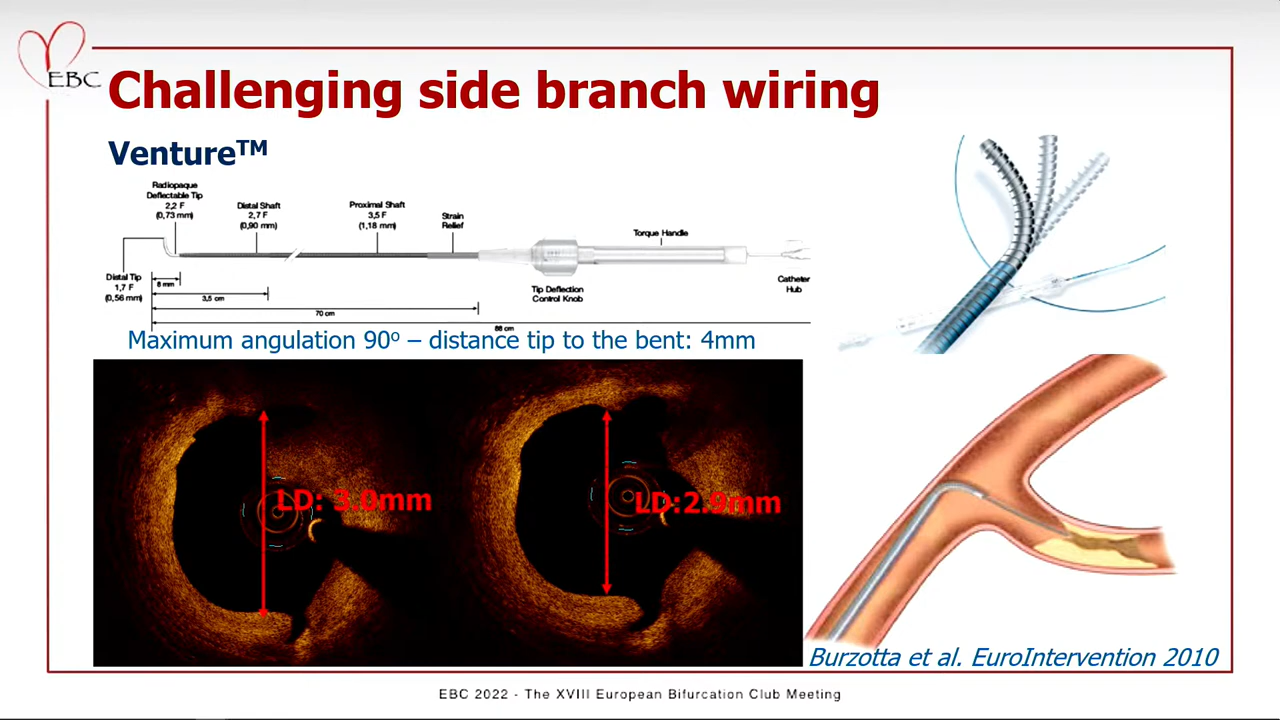 EBC
Challenging side branch wiring
Venture™
Radiopaque
Deflectable Tip
2,2 F
(0,73 mm)
Distal Shaft
2,7 F
(0,90 mm)
Proximal Shaft
3,5 F
(1,18 mm)
Strain
Relief
Torque Handle
Distal Tip
1,7 F
(0,56 mm)
8 mm
3,5 cm
70 cm
88 cm
Tip Deflection
Control Knob
Catheter
Hub
Maximum angulation 90º – distance tip to the bent: 4mm
LD: 3.0mm
LD:2.9mm
Burzotta et al. EuroIntervention 2010
EBC 2022 - The XVIII European Bifurcation Club Meeting